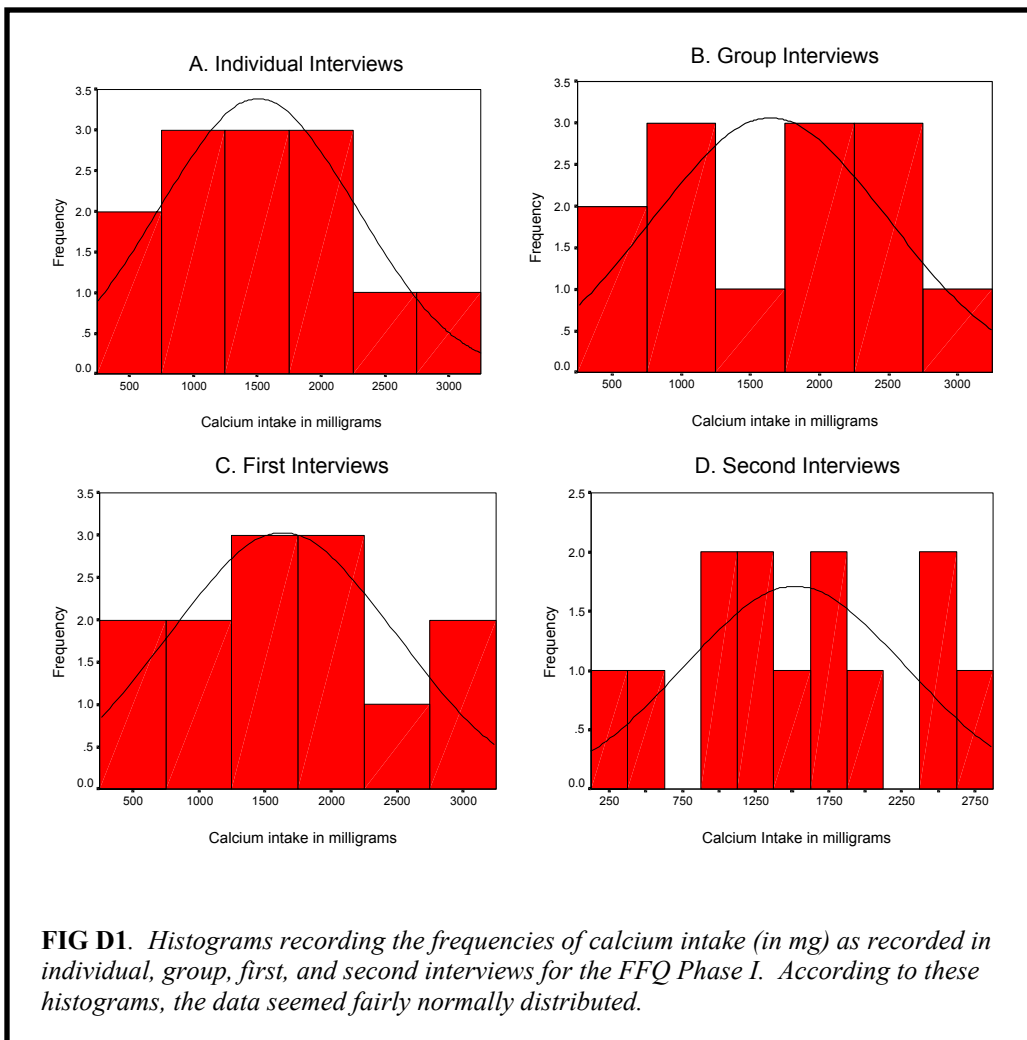 A. Individual Interviews
3.5
3.0
2.5
2.0
1.5
1.0
.5
0.0
Frequency
500 1000 1500 2000 2500 3000
Calcium intake in milligrams
B. Group Interviews
3.5
3.0
2.5
2.0
1.5
1.0
.5
0.0
Frequency
500 1000 1500 2000 2500 3000
Calcium intake in milligrams
C. First Interviews
3.5
3.0
2.5
2.0
1.5
1.0
.5
0.0
Frequency
500 1000 1500 2000 2500 3000
Calcium intake in milligrams
D. Second Interviews
2.5
2.0
1.5
1.0
.5
0.0
Frequency
250 750 1250 1750 2250 2750
Calcium Intake in milligrams
FIG D1. Histograms recording the frequencies of calcium intake (in mg) as recorded in
individual, group, first, and second interviews for the FFQ Phase I. According to these
histograms, the data seemed fairly normally distributed.